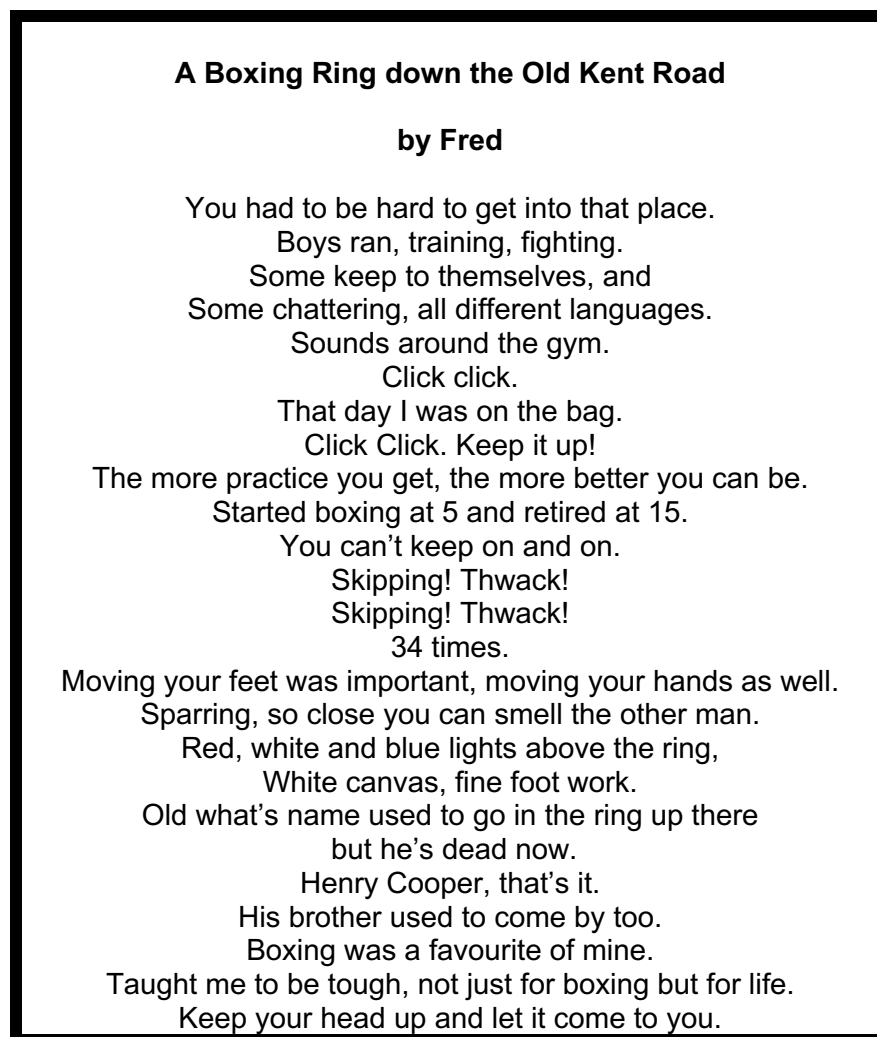 A Boxing Ring down the Old Kent Road
by Fred
You had to be hard to get into that place.
Boys ran, training, fighting.
Some keep to themselves, and
Some chattering, all different languages.
Sounds around the gym.
Click click.
That day I was on the bag.
Click Click. Keep it up!
The more practice you get, the more better you can be.
Started boxing at 5 and retired at 15.
You can’t keep on and on.
Skipping! Thwack!
Skipping! Thwack!
34 times.
Moving your feet was important, moving your hands as well.
Sparring, so close you can smell the other man.
Red, white and blue lights above the ring,
White canvas, fine foot work.
Old what’s name used to go in the ring up there
but he’s dead now.
Henry Cooper, that’s it.
His brother used to come by too.
Boxing was a favourite of mine.
Taught me to be tough, not just for boxing but for life.
Keep your head up and let it come to you.